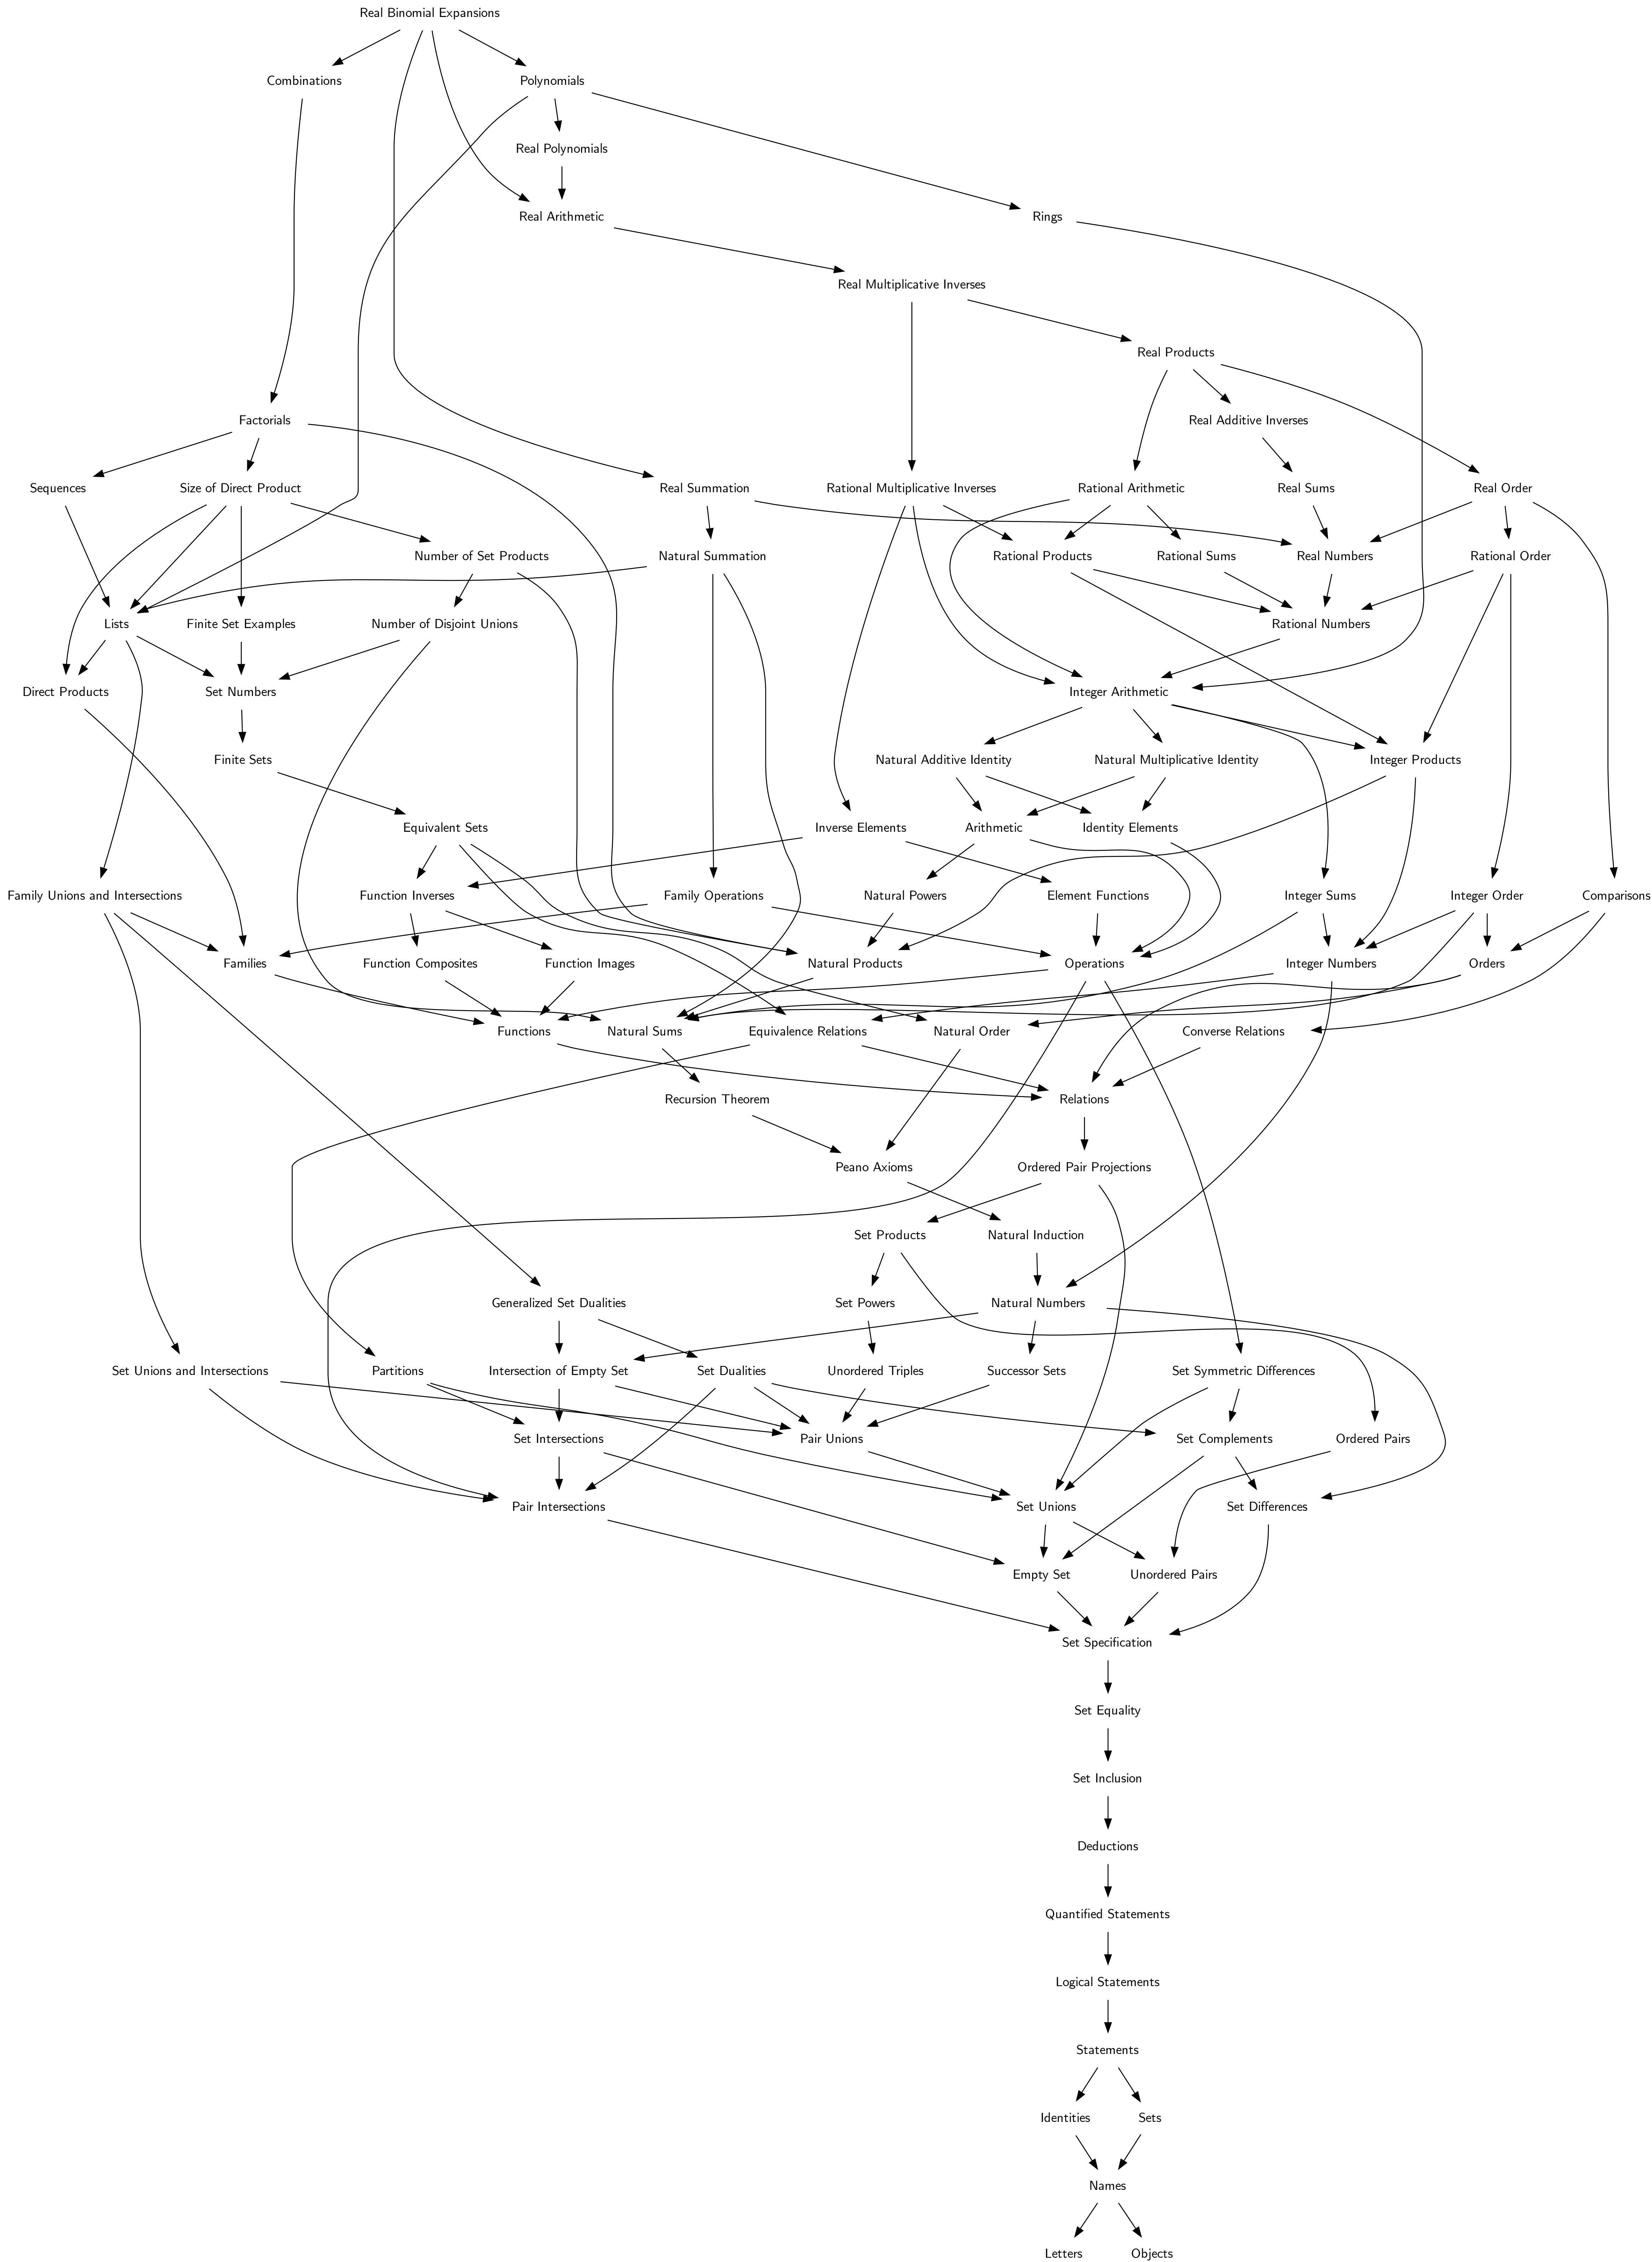 Real Binomial Expansions
Combinations
Polynomials
Real Polynomials
Real Arithmetic
Rings
Real Multiplicative Inverses
Real Products
Factorials
Real Additive Inverses
Sequences
Size of Direct Product
Real Summation
Rational Multiplicative Inverses
Rational Arithmetic
Real Sums
Real Order
Number of Set Products
Natural Summation
Rational Products
Rational Sums
Real Numbers
Rational Order
Lists
Finite Set Examples
Number of Disjoint Unions
Rational Numbers
Direct Products
Set Numbers
Integer Arithmetic
Finite Sets
Natural Additive Identity
Natural Multiplicative Identity
Integer Products
Equivalent Sets
Inverse Elements
Arithmetic
Identity Elements
Family Unions and Intersections
Function Inverses
Family Operations
Natural Powers
Element Functions
Integer Sums
Integer Order
Comparisons
Families
Function Composites
Function Images
Natural Products
Operations
Integer Numbers
Orders
Functions
Natural Sums
Equivalence Relations
Natural Order
Converse Relations
Recursion Theorem
Relations
Peano Axioms
Ordered Pair Projections
Set Products
Natural Induction
Generalized Set Dualities
Set Powers
Natural Numbers
Set Unions and Intersections
Partitions
Intersection of Empty Set
Set Dualities
Unordered Triples
Successor Sets
Set Symmetric Differences
Set Intersections
Pair Unions
Set Complements
Ordered Pairs
Pair Intersections
Set Unions
Set Differences
Empty Set
Unordered Pairs
Set Specification
Set Equality
Set Inclusion
Deductions
Quantified Statements
Logical Statements
Statements
Identities
Sets
Names
Letters
Objects